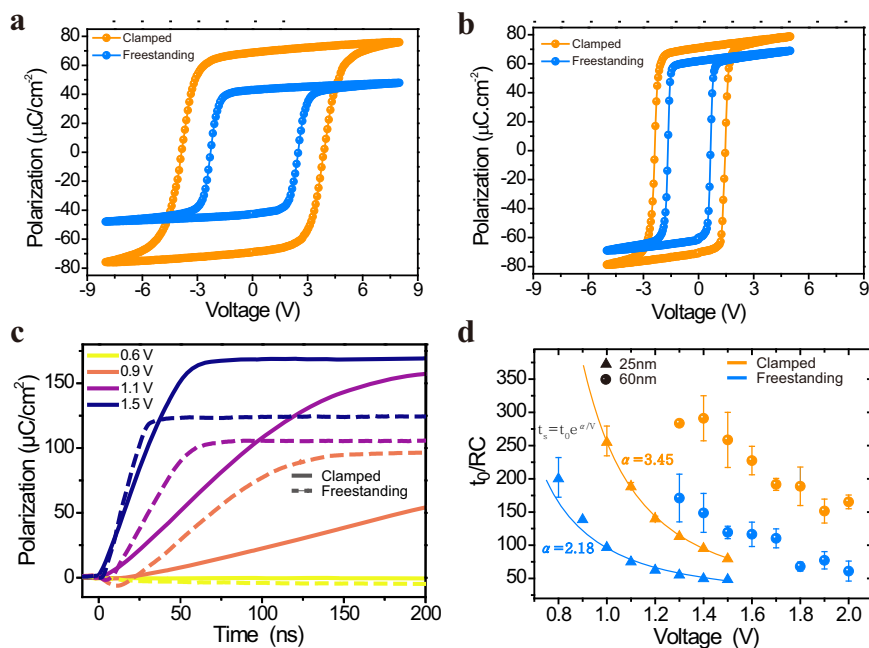 a
Clamped
Freestanding
Polarization (μC/cm⁻²)
80
60
40
20
0
-20
-40
-60
-80
-9 -6 -3 0 3 6 9
Voltage (V)
b
Clamped
Freestanding
Polarization (μC.cm⁻²)
80
60
40
20
0
-20
-40
-60
-80
-9 -6 -3 0 3 6 9
Voltage (V)
c
0.6 V
0.9 V
1.1 V
1.5 V
Clamped
Freestanding
Polarization (μC/cm²)
150
100
50
0
0 50 100 150 200
Time (ns)
d
25nm
60nm
Clamped
Freestanding
tₛ=t₀e^α/V
α=3.45
α=2.18
t₀/RC
400
350
300
250
200
150
100
50
0.8 1.0 1.2 1.4 1.6 1.8 2.0
Voltage (V)